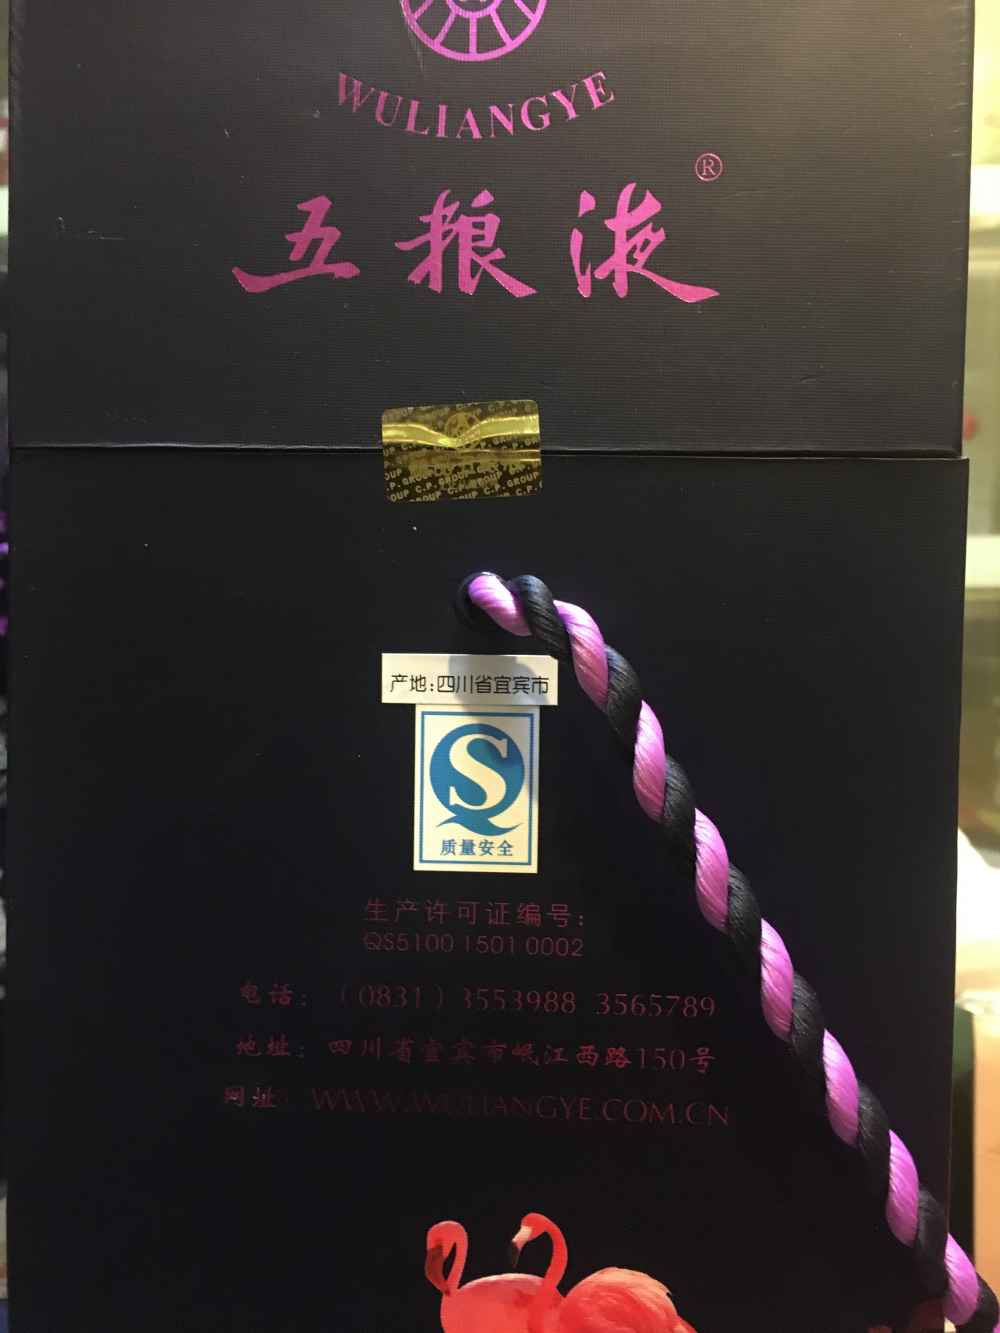 WULIANGYE
®
五粮液
C.P. GROUP
产地:四川省宜宾市
QS
质量安全
生产许可证编号:
QS5100 1501 0002
电话:(0831)3553988 3565789
地址:四川省宜宾市岷江西路150号
网址:WWW.WULIANGYE.COM.CN